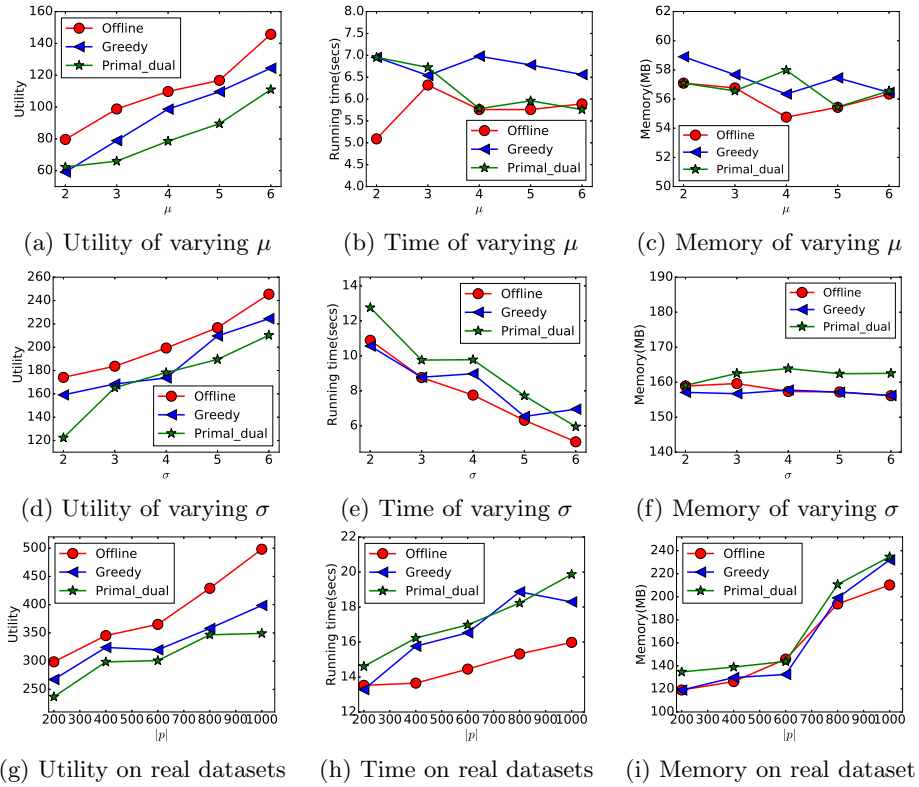 160
140
120
100
80
60
Utility
Offline
Greedy
Primal_dual
2 3 4 5 6
μ
(a) Utility of varying μ
8.0
7.5
7.0
6.5
6.0
5.5
5.0
4.5
4.0
Running time(secs)
Offline
Greedy
Primal_dual
2 3 4 5 6
μ
(b) Time of varying μ
62
60
58
56
54
52
50
Memory(MB)
Offline
Greedy
Primal_dual
2 3 4 5 6
μ
(c) Memory of varying μ
260
240
220
200
180
160
140
120
Utility
Offline
Greedy
Primal_dual
2 3 4 5 6
σ
(d) Utility of varying σ
14
12
10
8
6
Running time(secs)
Offline
Greedy
Primal_dual
2 3 4 5 6
σ
(e) Time of varying σ
190
180
170
160
150
140
Memory(MB)
Offline
Greedy
Primal_dual
2 3 4 5 6
σ
(f) Memory of varying σ
500
450
400
350
300
250
Utility
Offline
Greedy
Primal_dual
200 300 400 500 600 700 800 900 1000
|p|
(g) Utility on real datasets
22
20
18
16
14
12
Running time(secs)
Offline
Greedy
Primal_dual
200 300 400 500 600 700 800 900 1000
|p|
(h) Time on real datasets
240
220
200
180
160
140
120
100
Memory(MB)
Offline
Greedy
Primal_dual
200 300 400 500 600 700 800 900 1000
|p|
(i) Memory on real dataset